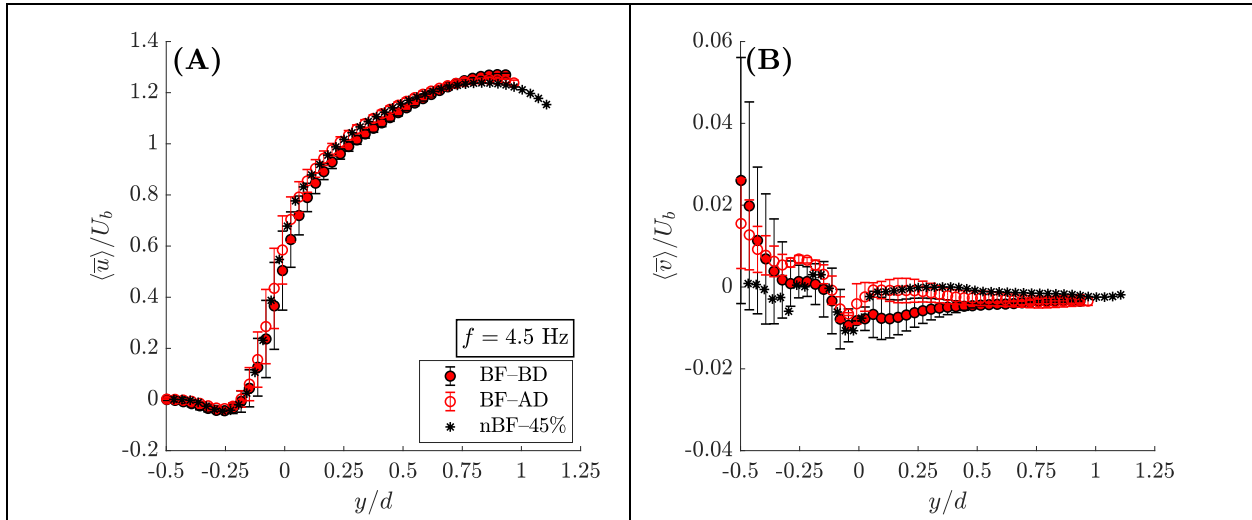 (A)
1.4
1.2
1
0.8
0.6
0.4
0.2
0
-0.2
⟨u̅⟩/U_b
-0.5 -0.25 0 0.25 0.5 0.75 1 1.25
y/d
f = 4.5 Hz
BF–BD
BF–AD
nBF–45%
(B)
0.06
0.04
0.02
0
-0.02
-0.04
⟨v̅⟩/U_b
-0.5 -0.25 0 0.25 0.5 0.75 1 1.25
y/d